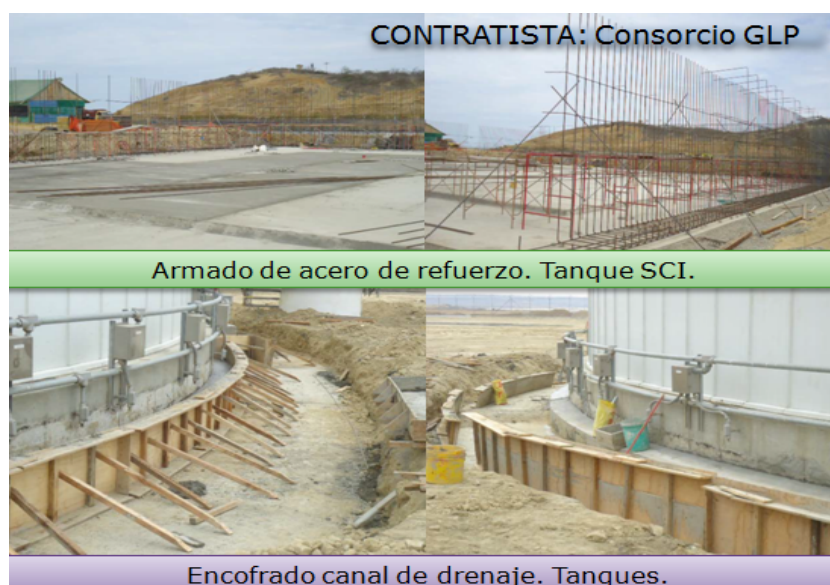 CONTRATISTA: Consorcio GLP
Armado de acero de refuerzo. Tanque SCI.
Encofrado canal de drenaje. Tanques.